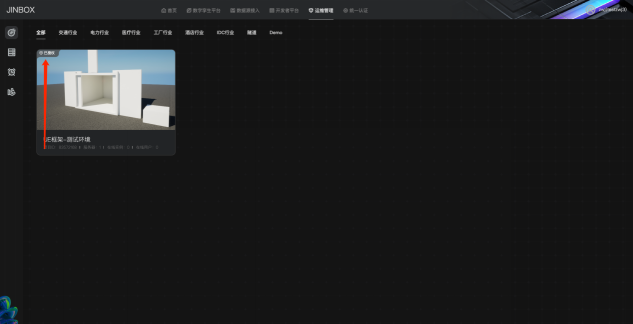 JINBOX
首页 数字孪生平台 数据源接入 开发者平台 运维管理 统一认证
全部 交通行业 电力行业 医疗行业 工厂行业 酒店行业 IDC行业 隧道 Demo
UE框架-测试环境